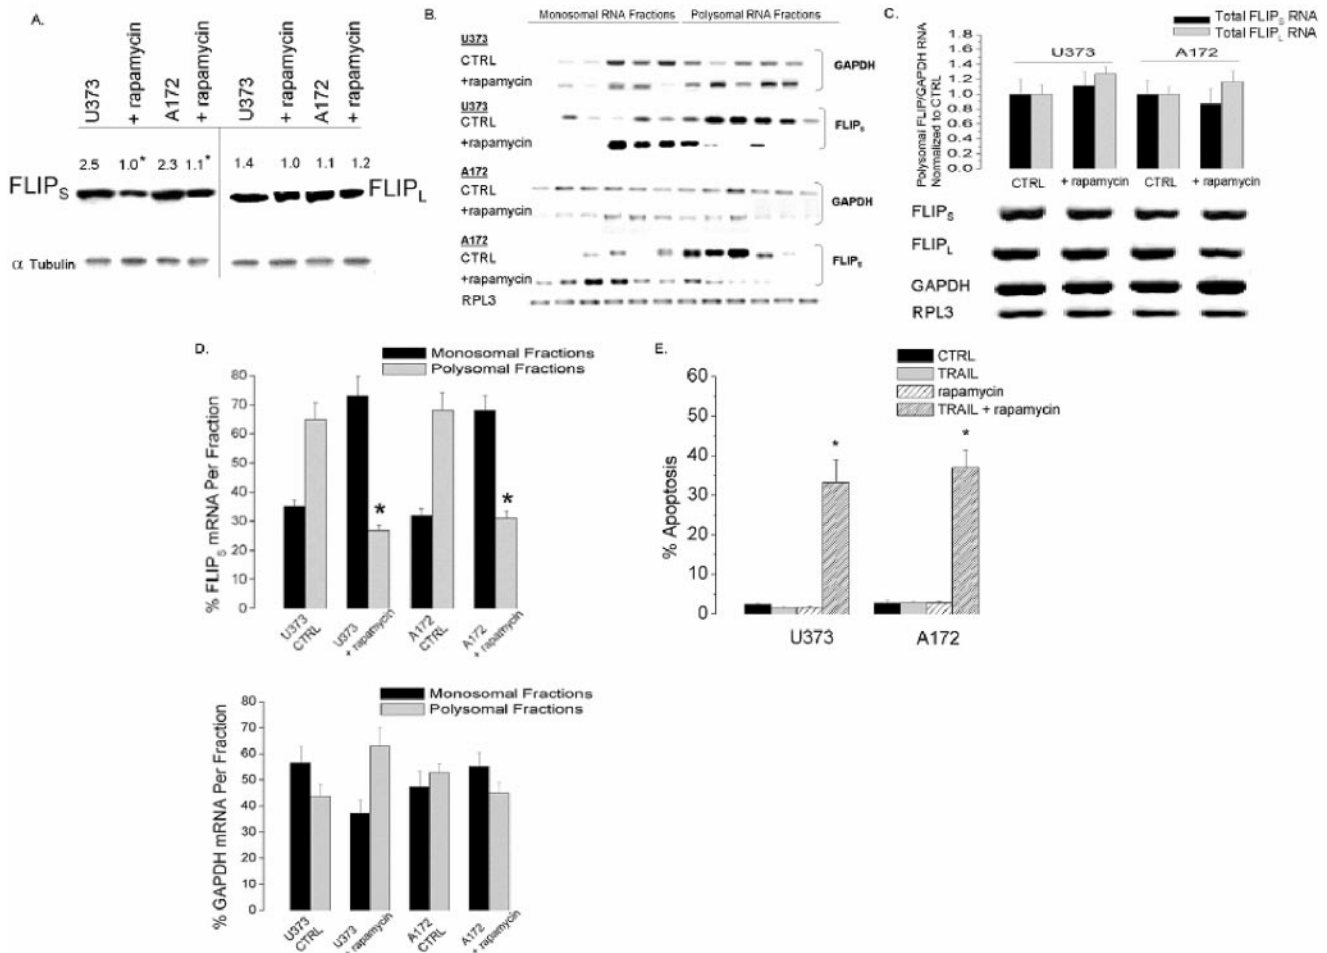 A.
U373
+ rapamycin
A172
+ rapamycin
U373
+ rapamycin
A172
+ rapamycin
2.5 1.0* 2.3 1.1* 1.4 1.0 1.1 1.2
FLIPS FLIPL
α Tubulin
B.
Monosomal RNA Fractions Polysomal RNA Fractions
U373
CTRL
+rapamycin
GAPDH
U373
CTRL
+rapamycin
FLIPS
A172
CTRL
+rapamycin
GAPDH
A172
CTRL
+rapamycin
FLIPS
RPL3
C.
Total FLIPS RNA
Total FLIPL RNA
Polysomal FLIP/GAPDH RNA
Normalized to CTRL
1.8
1.6
1.4
1.2
1.0
0.8
0.6
0.4
0.2
0.0
U373 A172
CTRL + rapamycin CTRL + rapamycin
FLIPS
FLIPL
GAPDH
RPL3
D.
Monosomal Fractions
Polysomal Fractions
% FLIPS mRNA Per Fraction
80
70
60
50
40
30
20
10
0
* *
U373
CTRL
U373
+ rapamycin
A172
CTRL
A172
+ rapamycin
Monosomal Fractions
Polysomal Fractions
% GAPDH mRNA Per Fraction
80
70
60
50
40
30
20
10
0
U373
CTRL
U373
+ rapamycin
A172
CTRL
A172
+ rapamycin
E.
CTRL
TRAIL
rapamycin
TRAIL + rapamycin
% Apoptosis
60
50
40
30
20
10
0
* *
U373 A172